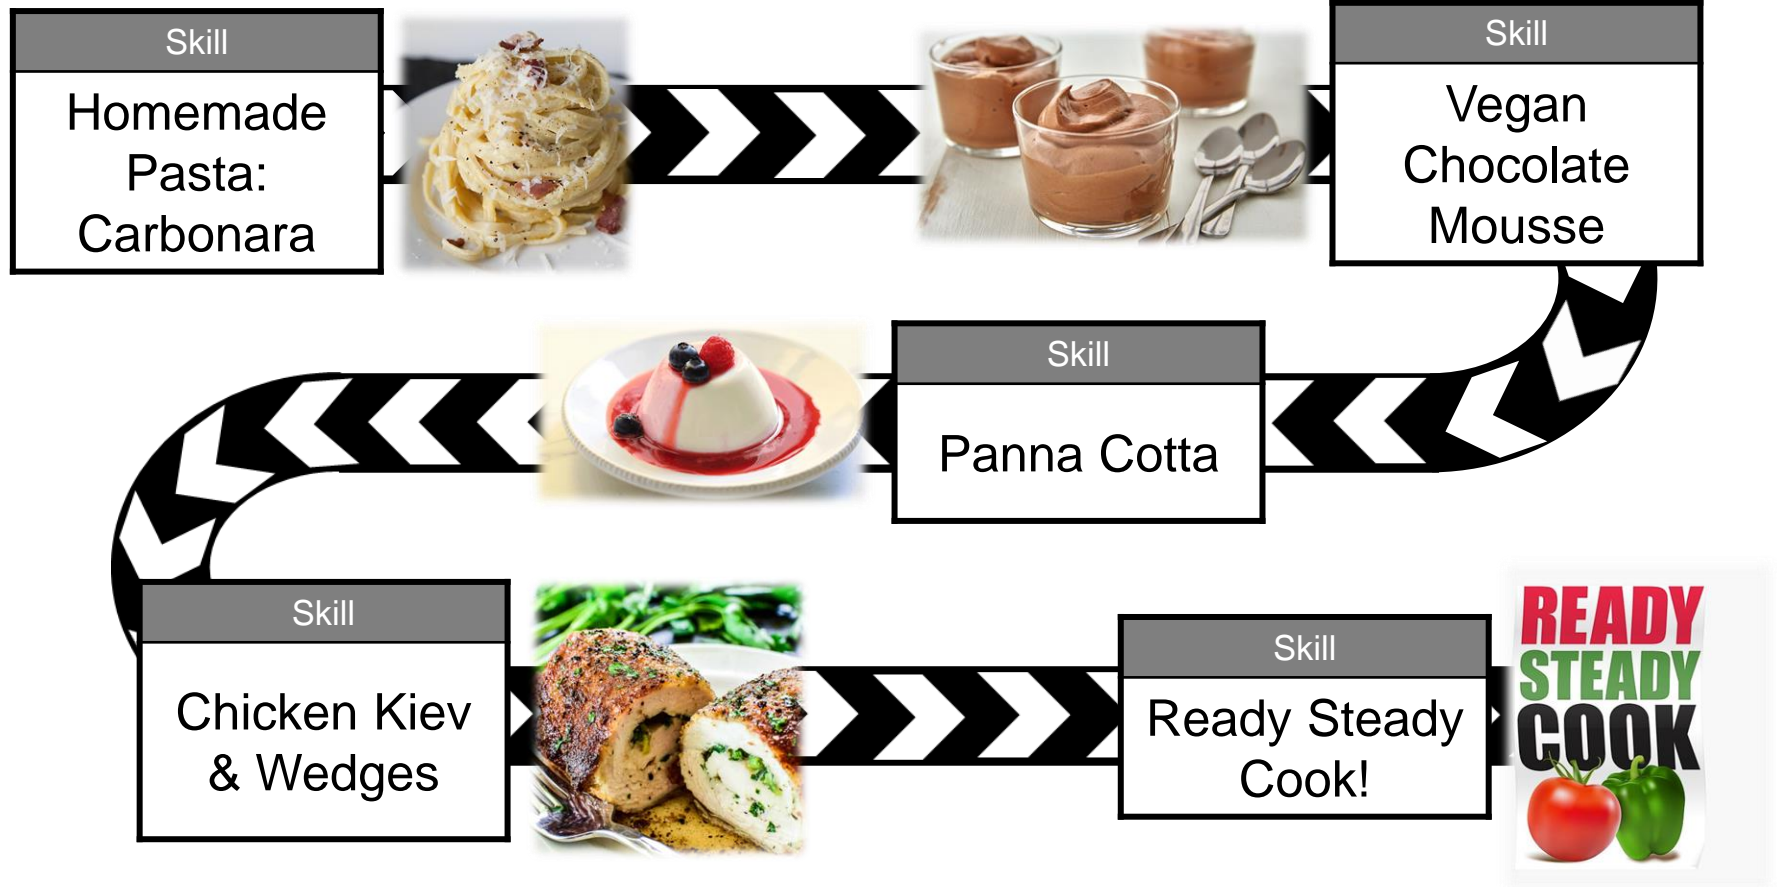 Skill
Homemade
Pasta:
Carbonara
Skill
Vegan
Chocolate
Mousse
Skill
Panna Cotta
Skill
Chicken Kiev
& Wedges
Skill
Ready Steady
Cook!
READY
STEADY
COOK